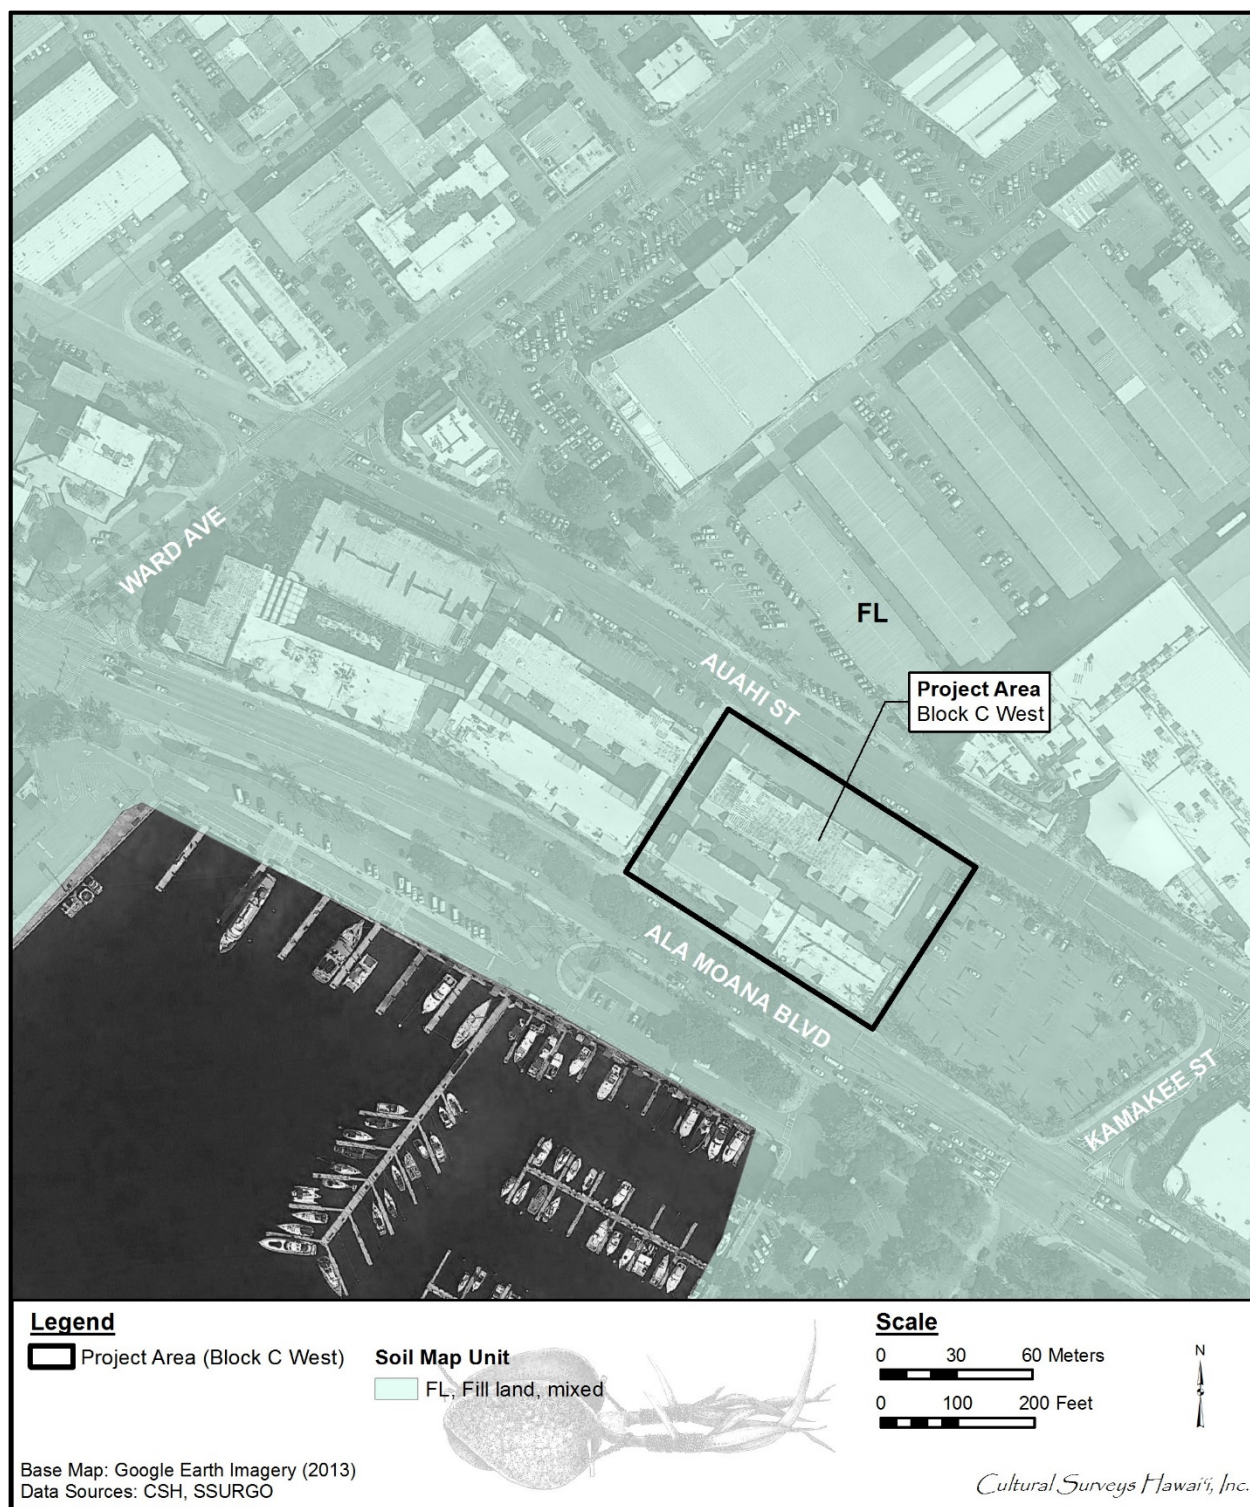 WARD AVE
FL
AUAHI ST
Project Area
Block C West
ALA MOANA BLVD
KAMAKEE ST
Legend
Project Area (Block C West)
Soil Map Unit
FL, Fill land, mixed
Scale
0 30 60 Meters
0 100 200 Feet
N
Base Map: Google Earth Imagery (2013)
Data Sources: CSH, SSURGO
Cultural Surveys Hawaiʻi, Inc.